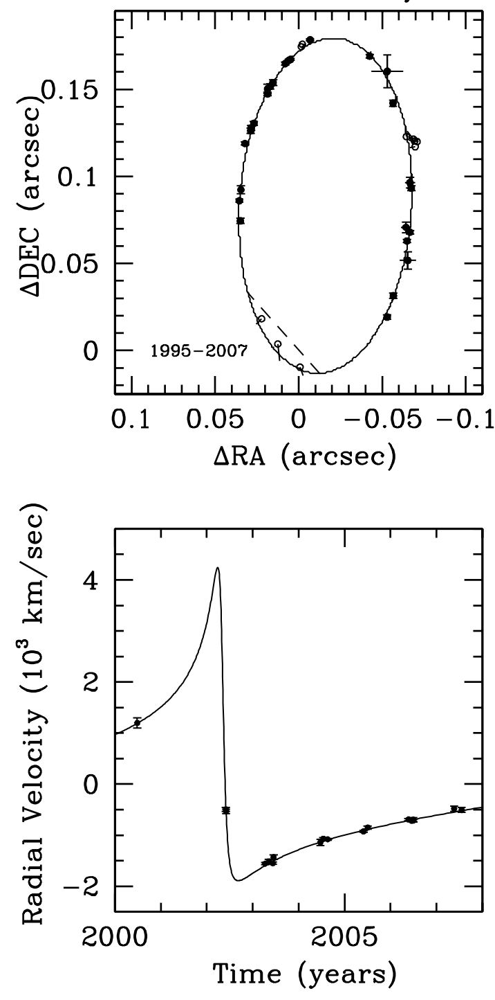 0.15
0.1
0.05
0
ΔDEC (arcsec)
1995−2007
0.1 0.05 0 −0.05 −0.1
ΔRA (arcsec)
4
2
0
−2
Radial Velocity (10³ km/sec)
2000 2005
Time (years)